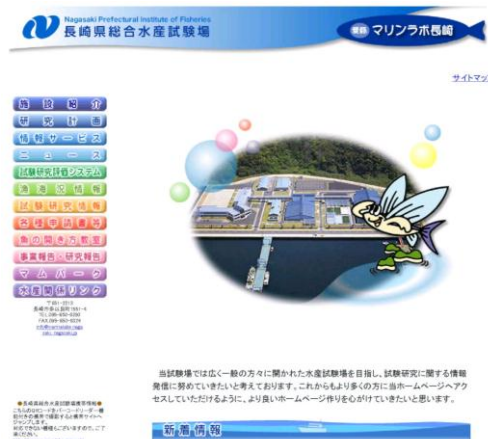 Nagasaki Prefectural Institute of Fisheries
長崎県総合水産試験場
愛称 マリンラボ長崎
サイトマッ
施設紹介
研究計画
情報サービス
ニュース
試験研究評価システム
漁海況情報
試験研究情報
各種申請書等
魚の開き方教室
事業報告・研究報告
マムパーク
水産関係リンク
当試験場では広く一般の方々に開かれた水産試験場を目指し、試験研究に関する情報
発信に努めていきたいと考えております。これからもより多くの方に当ホームページへアク
セスしていただけるように、より良いホームページ作りを心がけていきたいと思います。
新着情報